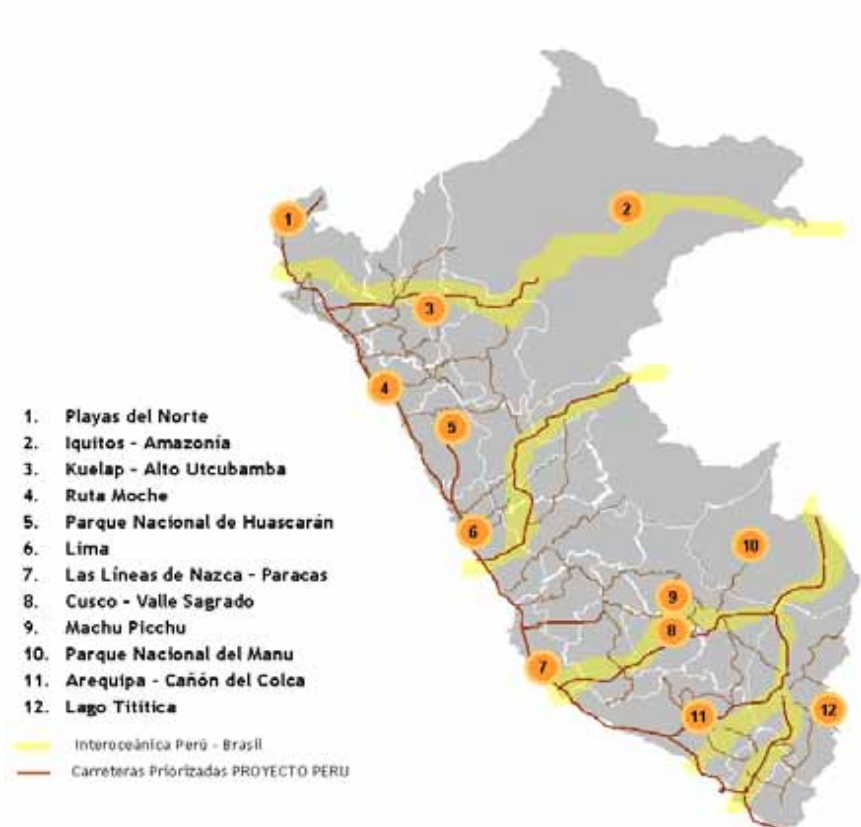 1
2
3
4
5
6
7
8
9
10
11
12
1. Playas del Norte
2. Iquitos - Amazonía
3. Kuelap - Alto Utcubamba
4. Ruta Moche
5. Parque Nacional de Huascarán
6. Lima
7. Las Líneas de Nazca - Paracas
8. Cusco - Valle Sagrado
9. Machu Picchu
10. Parque Nacional del Manu
11. Arequipa - Cañón del Colca
12. Lago Tititica
Interoceánica Perú - Brasil
Carreteras Priorizadas PROYECTO PERU